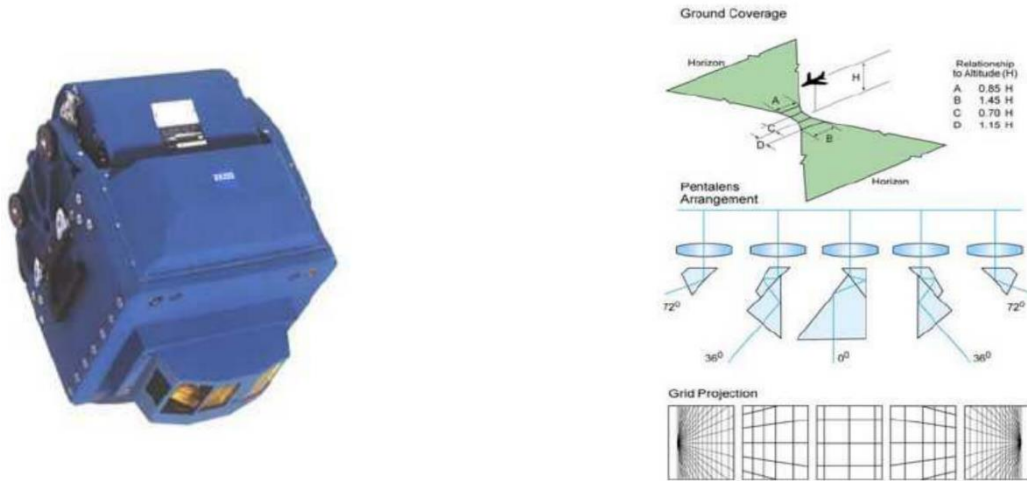 ZEISS
Ground Coverage
Horizon
H
A
C
D
B
Horizon
Relationship
to Altitude (H)
A 0.85 H
B 1.45 H
C 0.70 H
D 1.15 H
Pentalens
Arrangement
72⁰
36⁰
0⁰
36⁰
72⁰
Grid Projection